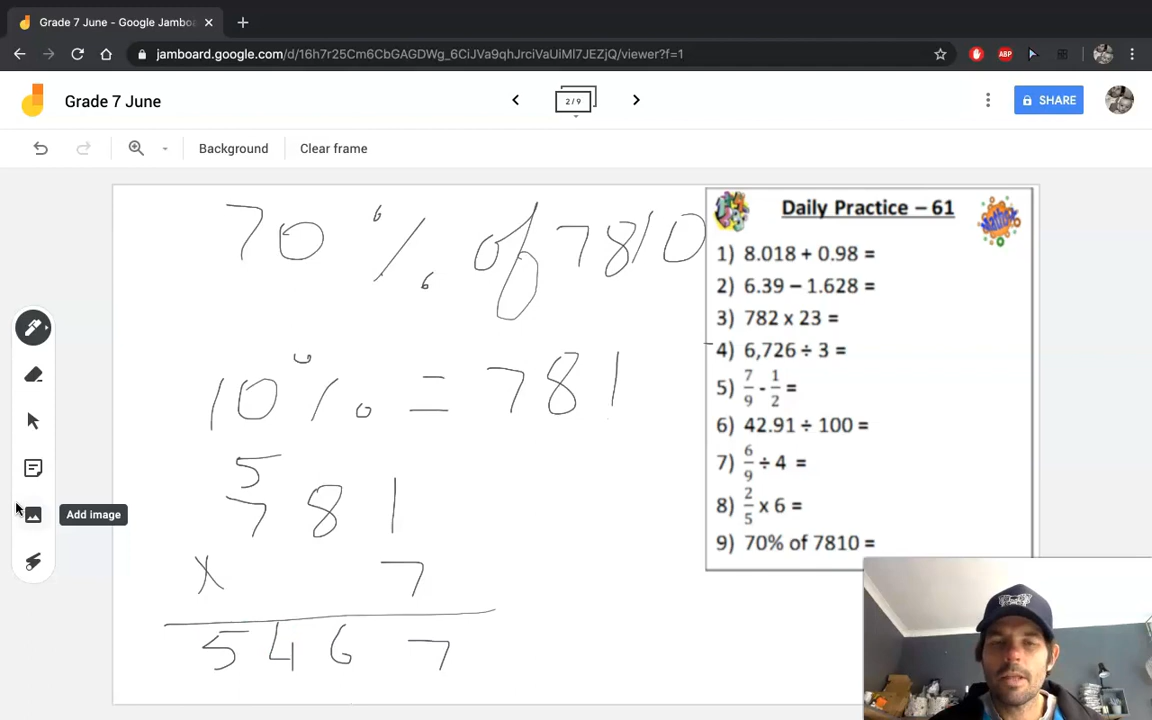 Grade 7 June - Google Jambo
jamboard.google.com/d/16h7r25Cm6CbGAGDWg_6CiJVa9qhJrciVaUiMl7JEZjQ/viewer?f=1
ABP
Grade 7 June
2/9
SHARE
Background
Clear frame
70 % of 7810
10% = 781
5
781
x 7
5467
Add image
Daily Practice – 61
1) 8.018 + 0.98 =
2) 6.39 – 1.628 =
3) 782 x 23 =
4) 6,726 ÷ 3 =
5) 7/9 - 1/2 =
6) 42.91 ÷ 100 =
7) 6/9 ÷ 4 =
8) 2/5 x 6 =
9) 70% of 7810 =